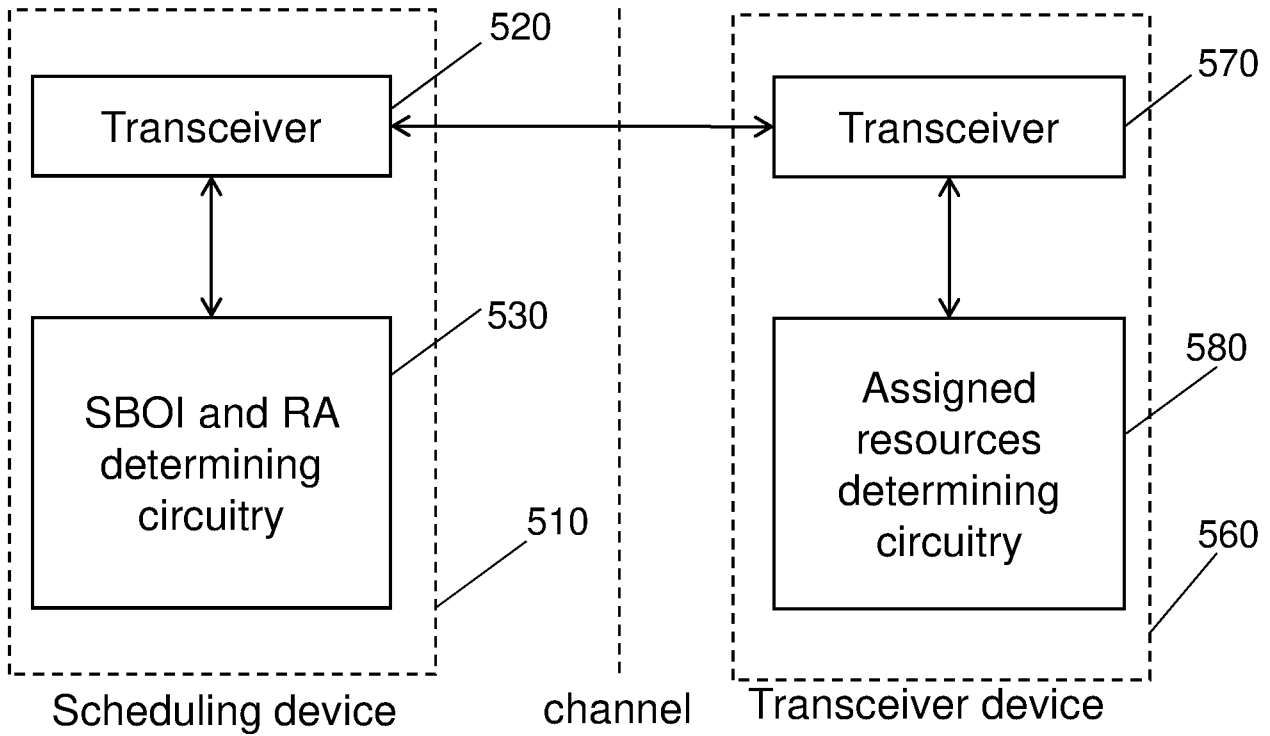 520
Transceiver
570
Transceiver
530
SBOI and RA
determining
circuitry
580
Assigned
resources
determining
circuitry
510
560
Scheduling device
channel
Transceiver device